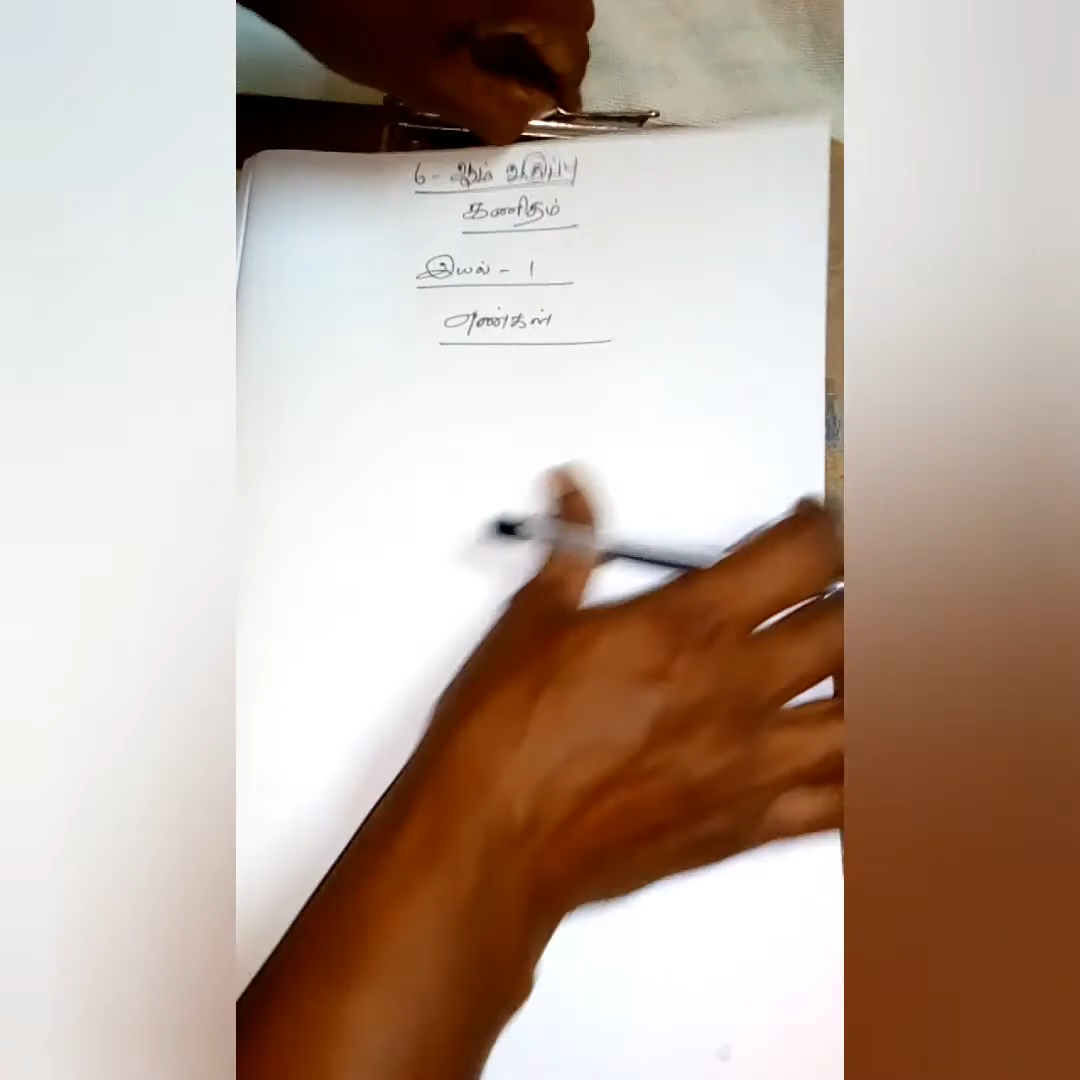 6 - ஆம் வகுப்பு
கணிதம்
இயல் - 1
எண்கள்